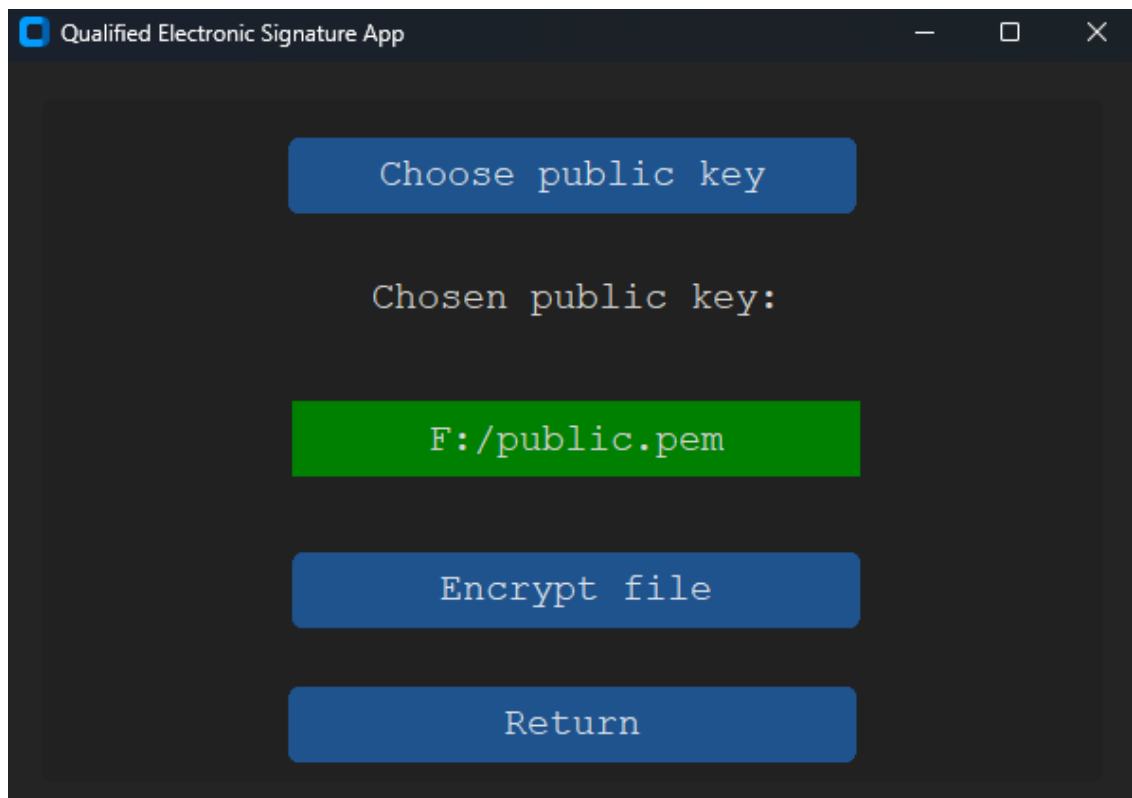 Qualified Electronic Signature App
Choose public key
Chosen public key:
F:/public.pem
Encrypt file
Return